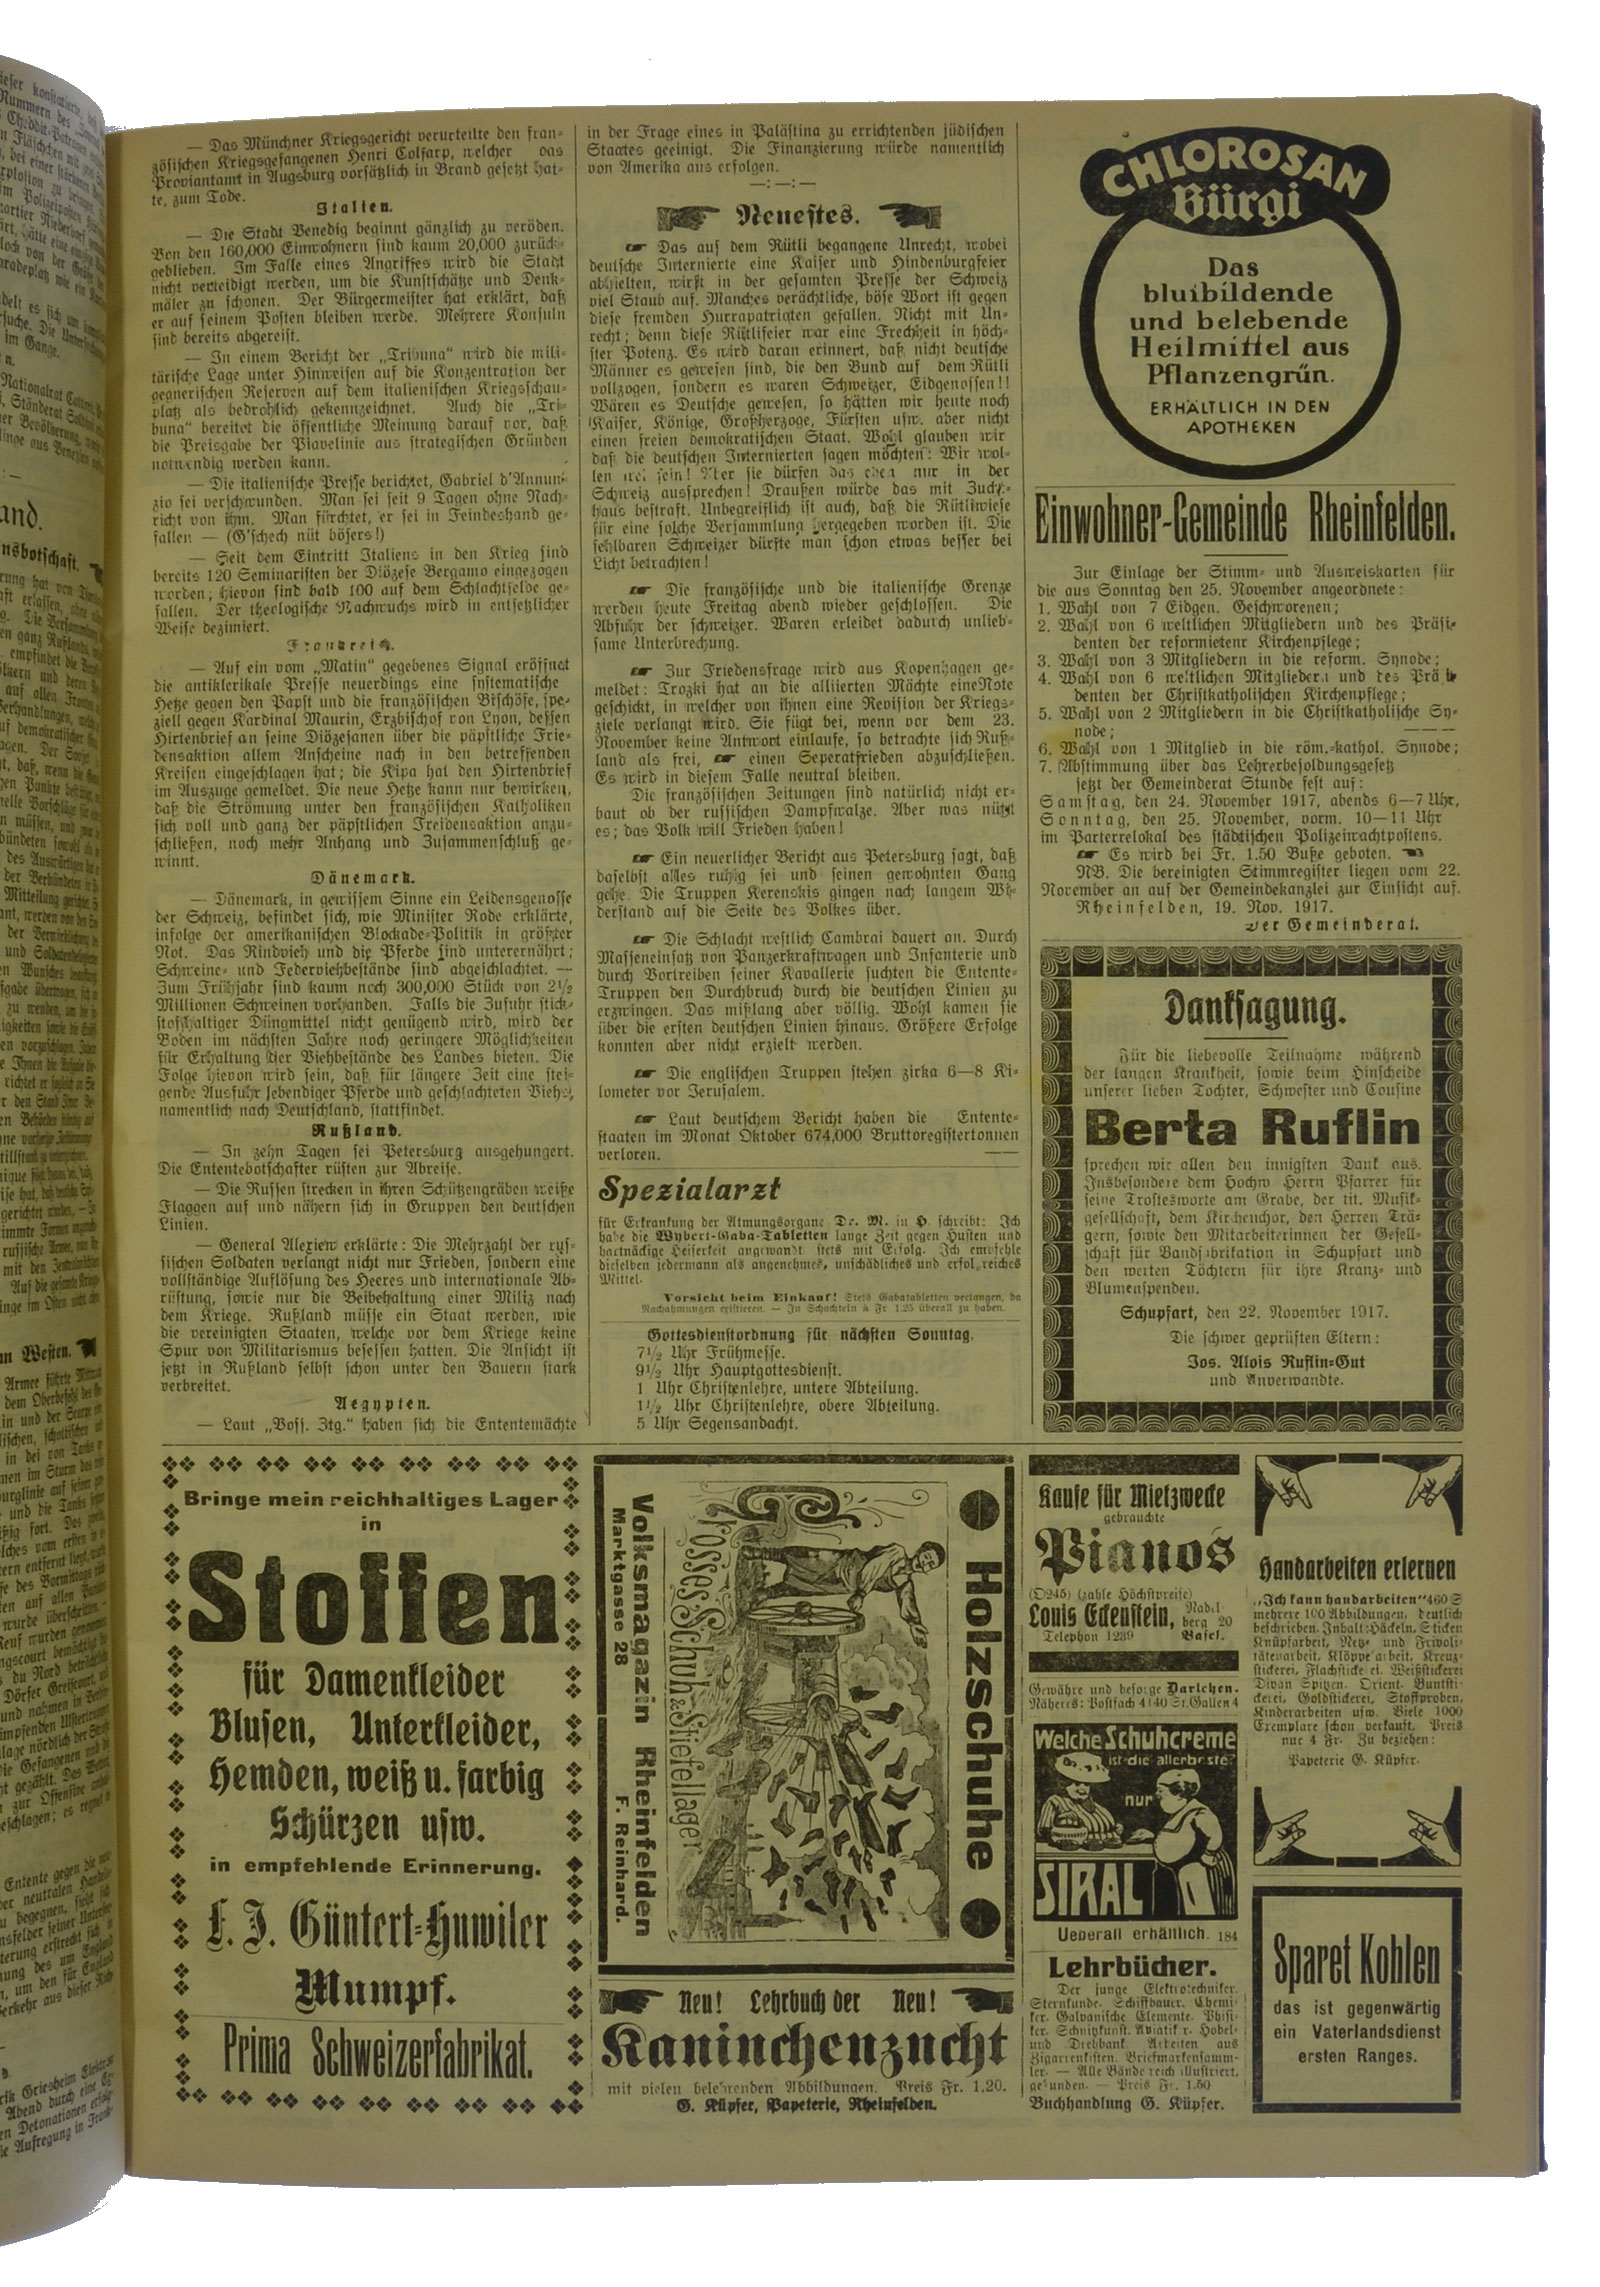 — Das Münchner Kriegsgericht verurteilte den fran-
zösischen Kriegsgefangenen Henri Colfarp, welcher das
Proviantamt in Augsburg vorsätzlich in Brand gesetzt hat-
te, zum Tode.
Italien.
— Die Stadt Venedig beginnt gänzlich zu veröden.
Von den 160,000 Einwohnern sind kaum 20,000 zurück-
geblieben. Im Falle eines Angriffes wird die Stadt
nicht verteidigt werden, um die Kunstschätze und Denk-
mäler zu schonen. Der Bürgermeister hat erklärt, daß
er auf seinem Posten bleiben werde. Mehrere Konsuln
sind bereits abgereist.
— In einem Bericht der „Tribuna" wird die mili-
tärische Lage unter Hinweisen auf die Konzentration der
gegnerischen Reserven auf dem italienischen Kriegsschau-
platz als bedrohlich gekennzeichnet. Auch die „Tri-
buna" bereitet die öffentliche Meinung darauf vor, daß
die Preisgabe der Piavelinie aus strategischen Gründen
notwendig werden kann.
— Die italienische Presse berichtet, Gabriel d'Annun-
zio sei verschwunden. Man sei seit 9 Tagen ohne Nach-
richt von ihm. Man fürchtet, er sei in Feindeshand ge-
fallen — (G'schech nüt bösers!)
— Seit dem Eintritt Italiens in den Krieg sind
bereits 120 Seminaristen der Diözese Bergamo eingezogen
worden; hievon sind bald 100 auf dem Schlachtfelde ge-
fallen. Der theologische Nachwuchs wird in entsetzlicher
Weise dezimiert.
Frankreich.
— Auf ein vom „Matin" gegebenes Signal eröffnet
die antiklerikale Presse neuerdings eine systematische
Hetze gegen den Papst und die französischen Bischöfe, spe-
ziell gegen Kardinal Maurin, Erzbischof von Lyon, dessen
Hirtenbrief an seine Diözesanen über die päpstliche Frie-
densaktion allem Anscheine nach in den betreffenden
Kreisen eingeschlagen hat; die Kipa hat den Hirtenbrief
im Auszuge gemeldet. Die neue Hetze kann nur bewirken,
daß die Strömung unter den französischen Katholiken
sich voll und ganz der päpstlichen Freidensaktion anzu-
schließen, noch mehr Anhang und Zusammenschluß ge-
winnt.
Dänemark.
— Dänemark, in gewissem Sinne ein Leidensgenosse
der Schweiz, befindet sich, wie Minister Rode erklärte,
infolge der amerikanischen Blockade-Politik in größter
Not. Das Rindvieh und die Pferde sind unterernährt;
Schweine- und Federviehbestände sind abgeschlachtet. —
Zum Frühjahr sind kaum noch 300,000 Stück von 2½
Millionen Schweinen vorhanden. Falls die Zufuhr stick-
stoffhaltiger Düngmittel nicht genügend wird, wird der
Boden im nächsten Jahre noch geringere Möglichkeiten
für Erhaltung der Viehbestände des Landes bieten. Die
Folge hievon wird sein, daß für längere Zeit eine stei-
gende Ausfuhr lebendiger Pferde und geschlachteten Viehs,
namentlich nach Deutschland, stattfindet.
Rußland.
— In zehn Tagen sei Petersburg ausgehungert.
Die Ententebotschafter rüsten zur Abreise.
— Die Russen strecken in ihren Schützengräben weiße
Flaggen auf und nähern sich in Gruppen den deutschen
Linien.
— General Alexiew erklärte: Die Mehrzahl der rus-
sischen Soldaten verlangt nicht nur Frieden, sondern eine
vollständige Auflösung des Heeres und internationale Ab-
rüstung, sowie nur die Beibehaltung einer Miliz nach
dem Kriege. Rußland müsse ein Staat werden, wie
die vereinigten Staaten, welche vor dem Kriege keine
Spur von Militarismus besessen hatten. Die Ansicht ist
jetzt in Rußland selbst schon unter den Bauern stark
verbreitet.
Aegypten.
— Laut „Voss. Ztg." haben sich die Ententemächte
in der Frage eines in Palästina zu errichtenden jüdischen
Staates geeinigt. Die Finanzierung würde namentlich
von Amerika aus erfolgen.
—:—:—
Neuestes.
☛ Das auf dem Rütli begangene Unrecht, wobei
deutsche Internierte eine Kaiser und Hindenburgfeier
abhielten, wirft in der gesamten Presse der Schweiz
viel Staub auf. Manches verächtliche, böse Wort ist gegen
diese fremden Hurrapatrioten gefallen. Nicht mit Un-
recht; denn diese Rütlifeier war eine Frechheit in höch-
ster Potenz. Es wird daran erinnert, daß nicht deutsche
Männer es gewesen sind, die den Bund auf dem Rütli
vollzogen, sondern es waren Schweizer, Eidgenossen!!
Wären es Deutsche gewesen, so hätten wir heute noch
Kaiser, Könige, Großherzoge, Fürsten usw. aber nicht
einen freien demokratischen Staat. Wohl glauben wir
daß die deutschen Internierten sagen möchten: Wir wol-
len frei sein! Aber sie dürfen das eben nur in der
Schweiz aussprechen! Draußen würde das mit Zucht-
haus bestraft. Unbegreiflich ist auch, daß die Rütliwiese
für eine solche Versammlung hergegeben worden ist. Die
fehlbaren Schweizer dürfte man schon etwas besser bei
Licht betrachten!
☛ Die französische und die italienische Grenze
werden heute Freitag abend wieder geschlossen. Die
Abfuhr der schweizer. Waren erleidet dadurch unlieb-
same Unterbrechung.
☛ Zur Friedensfrage wird aus Kopenhagen ge-
meldet: Trozki hat an die alliierten Mächte eineNote
geschickt, in welcher von ihnen eine Revision der Kriegs-
ziele verlangt wird. Sie fügt bei, wenn vor dem 23.
November keine Antwort einlaufe, so betrachte sich Ruß-
land als frei, ☛ einen Seperatfrieden abzuschließen.
Es wird in diesem Falle neutral bleiben.
Die französischen Zeitungen sind natürlich nicht er-
baut ob der russischen Dampfwalze. Aber was nützt
es; das Volk will Frieden haben!
☛ Ein neuerlicher Bericht aus Petersburg sagt, daß
daselbst alles ruhig sei und seinen gewohnten Gang
gehe. Die Truppen Kerenskis gingen nach langem Wi-
derstand auf die Seite des Volkes über.
☛ Die Schlacht westlich Cambrai dauert an. Durch
Masseneinsatz von Panzerkraftwagen und Infanterie und
durch Vortreiben seiner Kavallerie suchten die Entente-
Truppen den Durchbruch durch die deutschen Linien zu
erzwingen. Das mißlang aber völlig. Wohl kamen sie
über die ersten deutschen Linien hinaus. Größere Erfolge
konnten aber nicht erzielt werden.
☛ Die englischen Truppen stehen zirka 6—8 Ki-
lometer vor Jerusalem.
☛ Laut deutschem Bericht haben die Entente-
staaten im Monat Oktober 674,000 Bruttoregistertonnen
verloren.
Spezialarzt
für Erkrankung der Atmungsorgane Dr. M. in H. schreibt: Ich
habe die Wybert-Gaba-Tabletten lange Zeit gegen Husten und
hartnäckige Heiserkeit angewandt stets mit Erfolg. Ich empfehle
dieselben jedermann als angenehmes, unschädliches und erfolgreiches
Mittel.
Vorsicht beim Einkauf! Stets Gabatabletten verlangen, da
Nachahmungen existieren. — In Schachteln à Fr. 1.25 überall zu haben.
Gottesdienstordnung für nächsten Sonntag.
7½ Uhr Frühmesse.
9½ Uhr Hauptgottesdienst.
1 Uhr Christenlehre, untere Abteilung.
1½ Uhr Christenlehre, obere Abteilung.
5 Uhr Segensandacht.
CHLOROSAN
Bürgi
Das
blutbildende
und belebende
Heilmittel aus
Pflanzengrün.
ERHÄLTLICH IN DEN
APOTHEKEN
Einwohner-Gemeinde Rheinfelden.
Zur Einlage der Stimm- und Ausweiskarten für
die aus Sonntag den 25. November angeordnete:
1. Wahl von 7 Eidgen. Geschworenen;
2. Wahl von 6 weltlichen Mitgliedern und des Präsi-
denten der reformietenr Kirchenpflege;
3. Wahl von 3 Mitgliedern in die reform. Synode;
4. Wahl von 6 weltlichen Mitgliedern und des Präsi-
denten der Christkatholischen Kirchenpflege;
5. Wahl von 2 Mitgliedern in die Christkatholische Sy-
node;
6. Wahl von 1 Mitglied in die röm.-kathol. Synode;
7. Abstimmung über das Lehrerbesoldungsgesetz
setzt der Gemeinderat Stunde fest auf:
Samstag, den 24. November 1917, abends 6—7 Uhr,
Sonntag, den 25. November, vorm. 10—11 Uhr
im Parterrelokal des städtischen Polizeiwachtpostens.
☛ Es wird bei Fr. 1.50 Buße geboten. ☚
NB. Die bereinigten Stimmregister liegen vom 22.
November an auf der Gemeindekanzlei zur Einsicht auf.
Rheinfelden, 19. Nov. 1917.
Der Gemeinderat.
Danksagung.
Für die liebevolle Teilnahme während
der langen Krankheit, sowie beim Hinscheide
unserer lieben Tochter, Schwester und Cousine
Berta Ruflin
sprechen wir allen den innigsten Dank aus.
Insbesondere dem Hochw Herrn Pfarrer für
seine Trostesworte am Grabe, der tit. Musik-
gesellschaft, dem Kirchenchor, den Herren Trä-
gern, sowie den Mitarbeiterinnen der Gesell-
schaft für Bandfabrikation in Schupfart und
den werten Töchtern für ihre Kranz- und
Blumenspenden.
Schupfart, den 22. November 1917.
Die schwer geprüften Eltern:
Jos. Alois Ruflin-Gut
und Anverwandte.
Bringe mein reichhaltiges Lager
in
Stoffen
für Damenkleider
Blusen, Unterkleider,
Hemden, weiß u. farbig
Schürzen usw.
in empfehlende Erinnerung.
F. J. Güntert-Huwiler
Mumpf.
Prima Schweizerfabrikat.
Holzschuhe
Grosses Schuh & Stiefellager
Volksmagazin Rheinfelden
Marktgasse 28 F. Reinhard.
Neu! Lehrbuch der Neu!
Kaninchenzucht
mit vielen belehrenden Abbildungen. Preis Fr. 1.20.
G. Küpfer, Papeterie, Rheinfelden.
Kaufe für Mietzwecke
gebrauchte
Pianos
(O245) (zahle Höchstpreise)
Louis Eckenstein, Nadel-
berg 20
Telephon 1239 Basel.
Gewähre und besorge Darlehen.
Näheres: Postfach 4140 St.Gallen 4
Welche Schuhcreme
ist die allerbeste?
nur
SIRAL
Ueberall erhältlich. 184
Lehrbücher.
Der junge Elektrotechniker.
Sternkunde. Schiffbauer. Chemi-
ker. Galvanische Elemente. Physi-
ker. Schnitzkunst. Aviatik r. Hobel-
und Drehbank Arbeiten aus
Zigarrenkisten. Briefmarkensamm-
ler. — Alle Bände reich illustriert,
gebunden. — Preis Fr. 1.50
Buchhandlung G. Küpfer.
Handarbeiten erlernen
„Ich kann handarbeiten" 460 S
mehrere 100 Abbildungen, deutlich
beschrieben. Inhalt: Häckeln, Sticken
Knüpfarbeit, Netz- und Frivoli-
tätenarbeit, Klöppelarbeit, Kreuz-
stickerei, Flachstickerei, Weißstickerei
Divan Spitzen. Orient. Buntsti-
ckerei, Goldstickerei, Stoffproben,
Kinderarbeiten usw. Viele 1000
Exemplare schon verkauft. Preis
nur 4 Fr. Zu beziehen:
Papeterie G. Küpfer.
Sparet Kohlen
das ist gegenwärtig
ein Vaterlandsdienst
ersten Ranges.